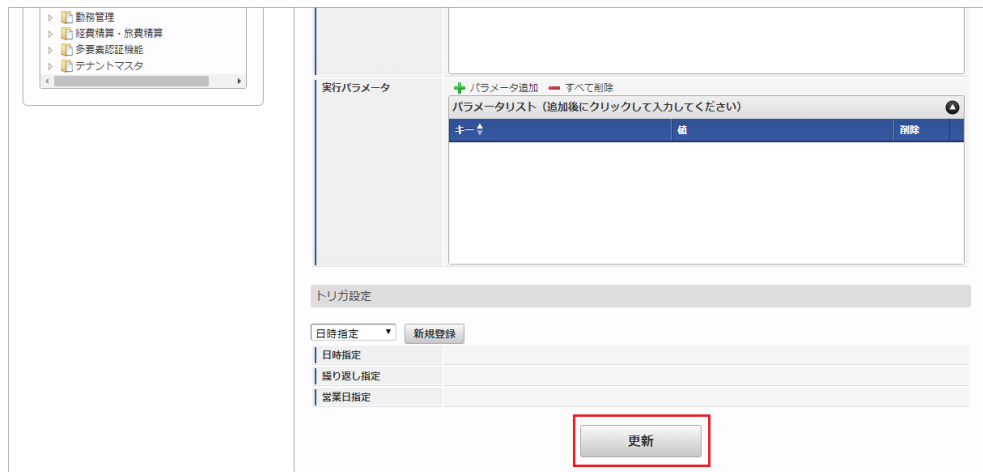 勤務管理
経費精算・旅費精算
多要素認証機能
テナントマスタ
実行パラメータ
パラメータ追加 すべて削除
パラメータリスト（追加後にクリックして入力してください）
キー 値 削除
トリガ設定
日時指定 新規登録
日時指定
繰り返し指定
営業日指定
更新